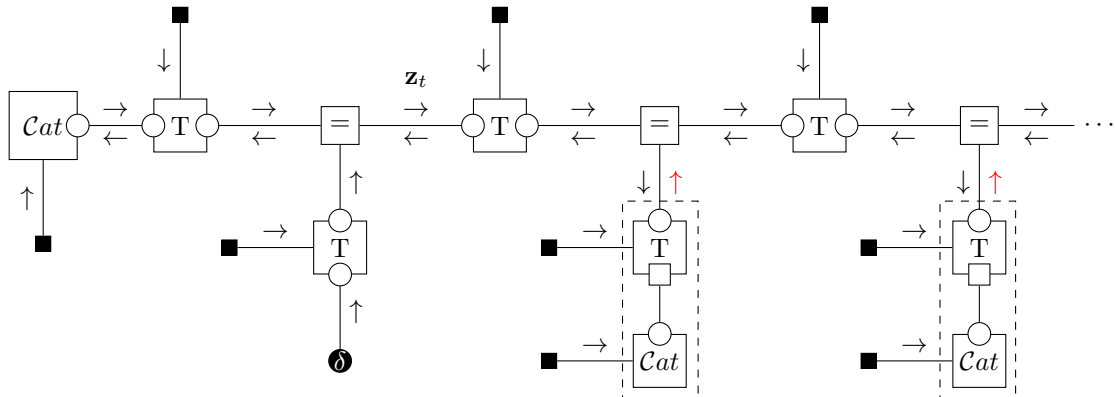 z_t
Cat T = T = T = ...
T T T
δ Cat Cat